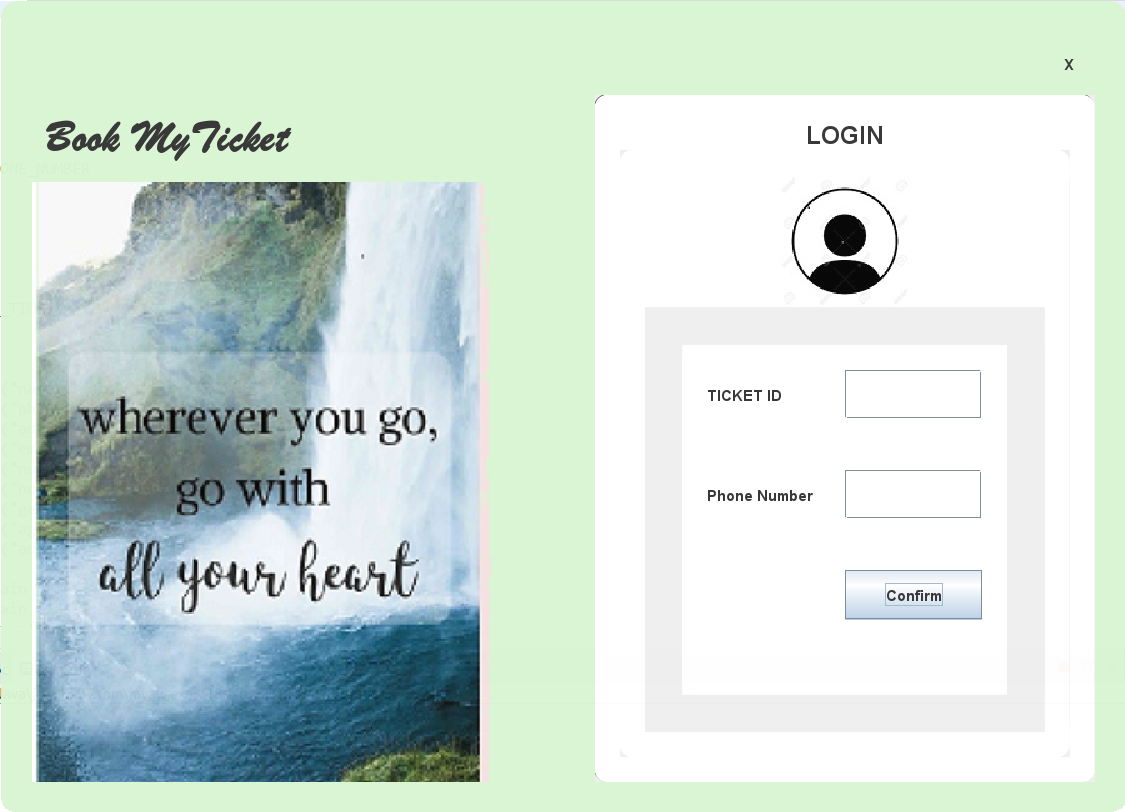 X
Book MyTicket
wherever you go,
go with
all your heart
LOGIN
TICKET ID
Phone Number
Confirm